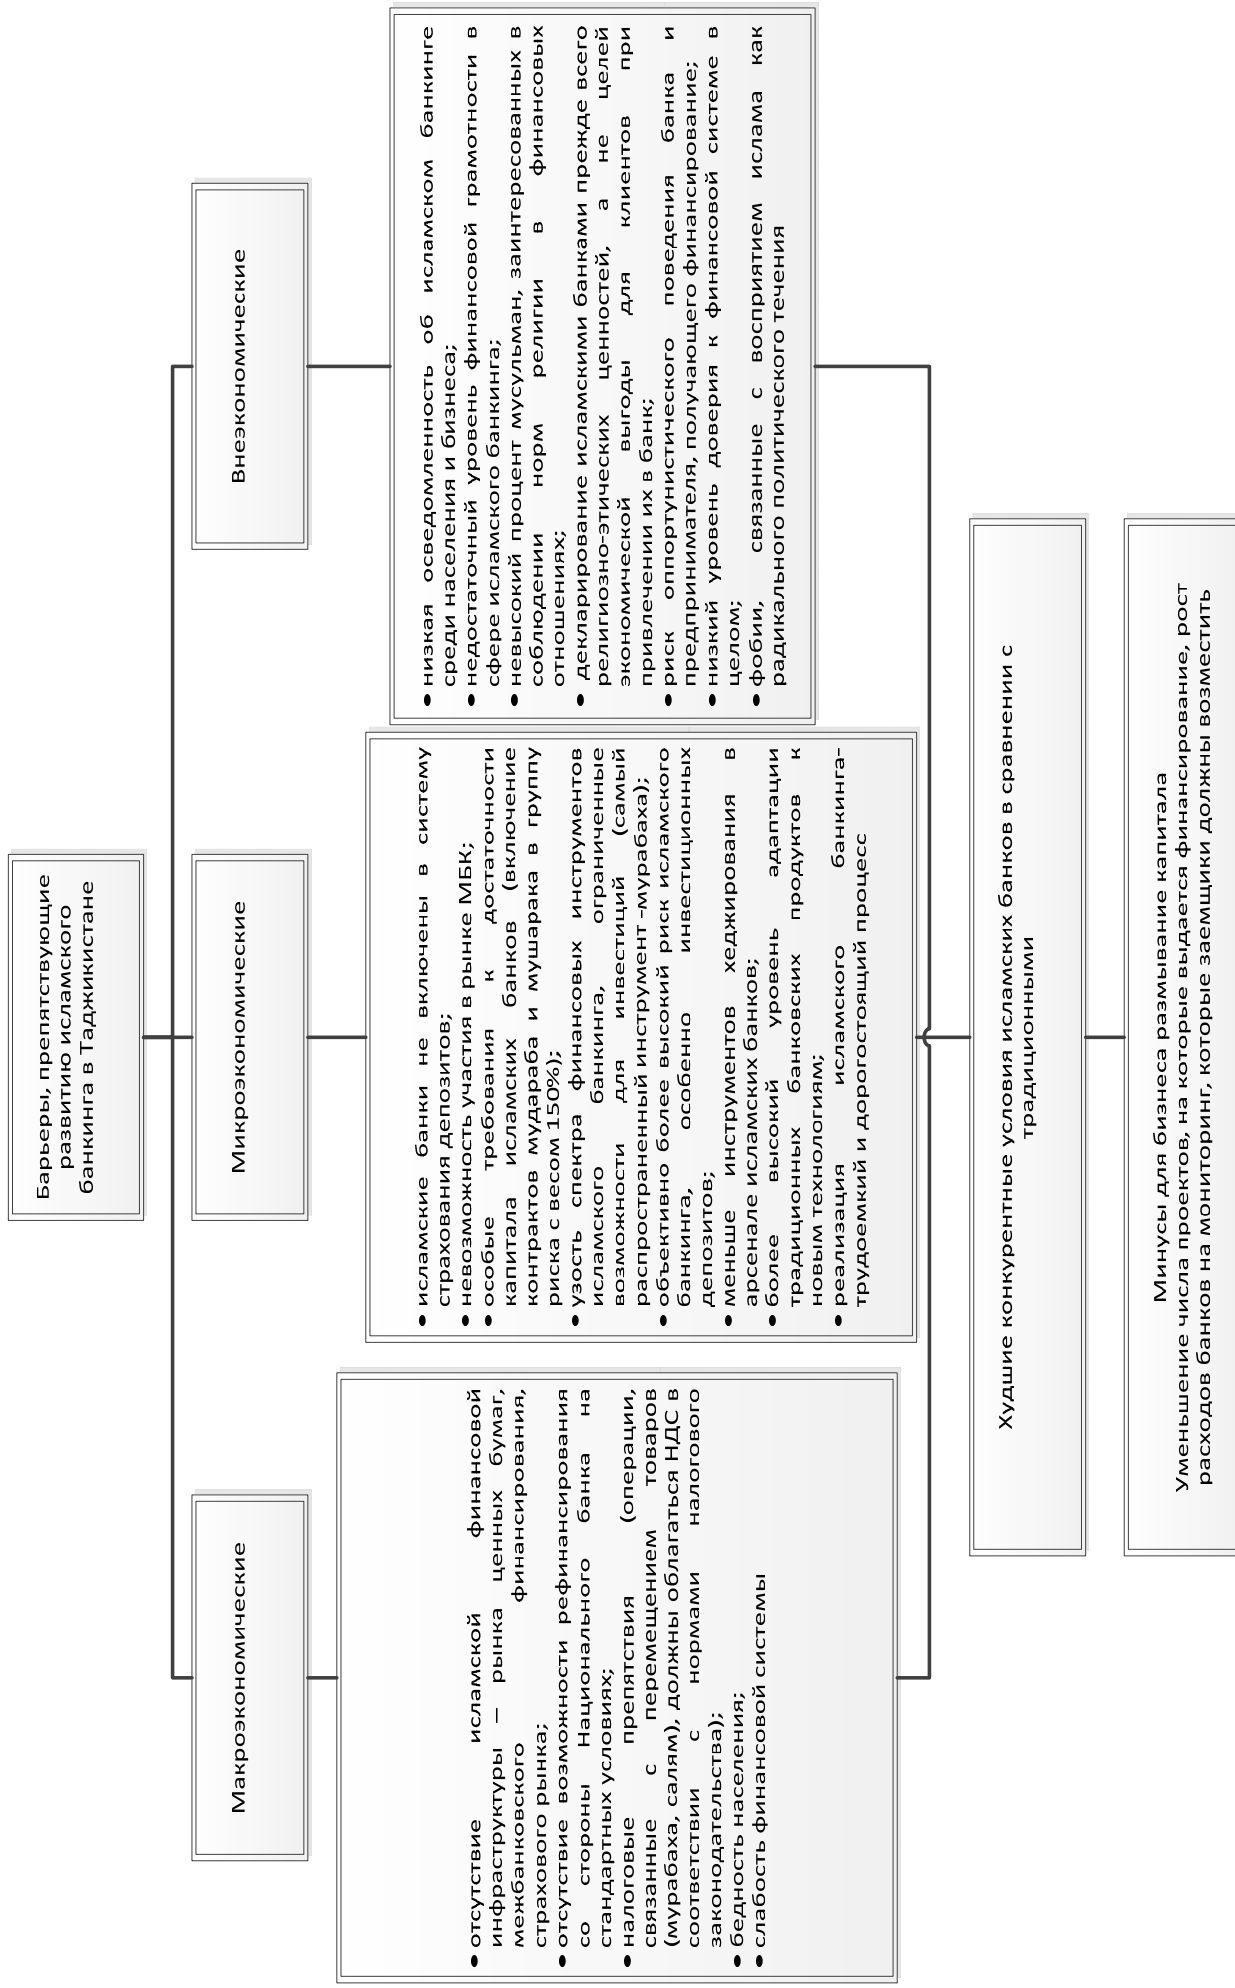 Барьеры, препятствующие
развитию исламского
банкинга в Таджикистане
Макроэкономические
Микроэкономические
Внеэкономические
● отсутствие исламской финансовой
инфраструктуры — рынка ценных бумаг,
межбанковского финансирования,
страхового рынка;
● отсутствие возможности рефинансирования
со стороны Национального банка на
стандартных условиях;
● налоговые препятствия (операции,
связанные с перемещением товаров
(мурабаха, салям), должны облагаться НДС в
соответствии с нормами налогового
законодательства);
● бедность населения;
● слабость финансовой системы
● исламские банки не включены в систему
страхования депозитов;
● невозможность участия в рынке МБК;
● особые требования к достаточности
капитала исламских банков (включение
контрактов мудараба и мушарака в группу
риска с весом 150%);
● узость спектра финансовых инструментов
исламского банкинга, ограниченные
возможности для инвестиций (самый
распространенный инструмент –мурабаха);
● объективно более высокий риск исламского
банкинга, особенно инвестиционных
депозитов;
● меньше инструментов хеджирования в
арсенале исламских банков;
● более высокий уровень адаптации
традиционных банковских продуктов к
новым технологиям;
● реализация исламского банкинга-
трудоемкий и дорогостоящий процесс
● низкая осведомленность об исламском банкинге
среди населения и бизнеса;
● недостаточный уровень финансовой грамотности в
сфере исламского банкинга;
● невысокий процент мусульман, заинтересованных в
соблюдении норм религии в финансовых
отношениях;
● декларирование исламскими банками прежде всего
религиозно-этических ценностей, а не целей
экономической выгоды для клиентов при
привлечении их в банк;
● риск оппортунистического поведения банка и
предпринимателя, получающего финансирование;
● низкий уровень доверия к финансовой системе в
целом;
● фобии, связанные с восприятием ислама как
радикального политического течения
Худшие конкурентные условия исламских банков в сравнении с
традиционными
Минусы для бизнеса размывание капитала
Уменьшение числа проектов, на которые выдается финансирование, рост
расходов банков на мониторинг, которые заемщики должны возместить